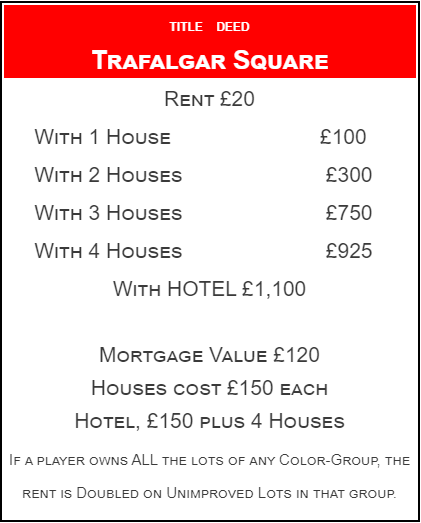 TITLE DEED
TRAFALGAR SQUARE
RENT £20
WITH 1 HOUSE £100
WITH 2 HOUSES £300
WITH 3 HOUSES £750
WITH 4 HOUSES £925
WITH HOTEL £1,100
MORTGAGE VALUE £120
HOUSES COST £150 EACH
HOTEL, £150 PLUS 4 HOUSES
IF A PLAYER OWNS ALL THE LOTS OF ANY COLOR-GROUP, THE
RENT IS DOUBLED ON UNIMPROVED LOTS IN THAT GROUP.